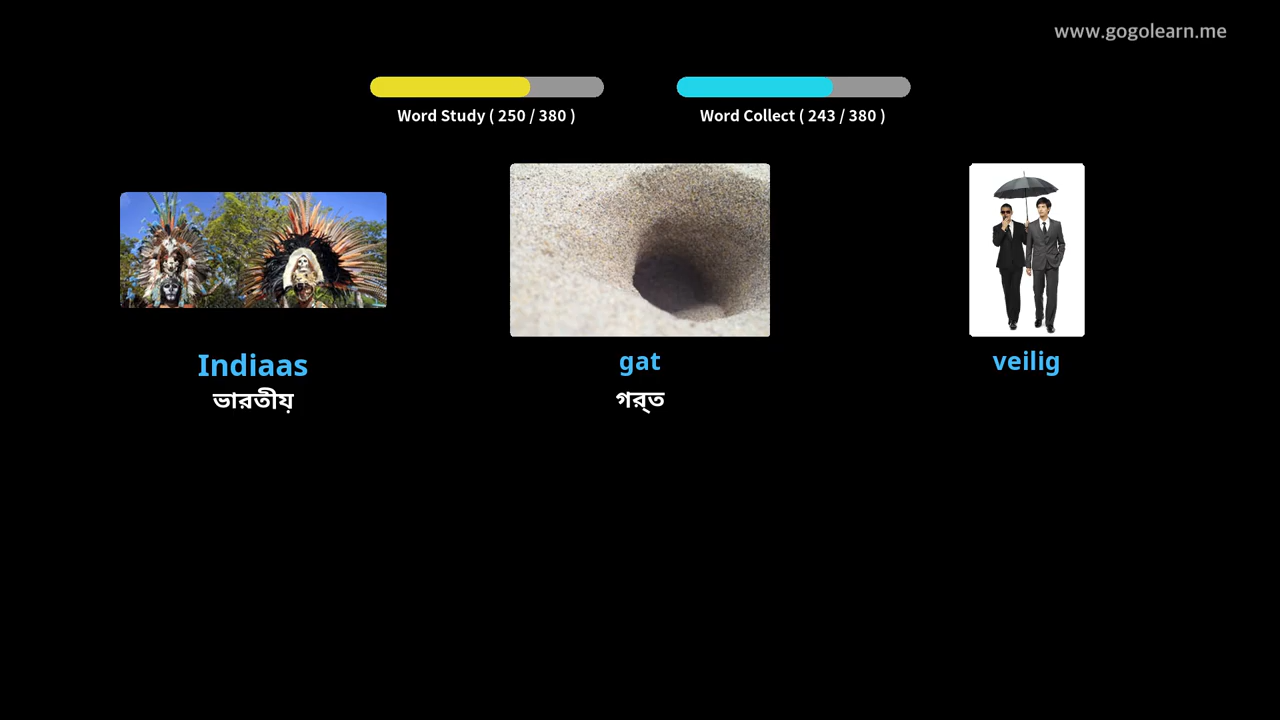 www.gogolearn.me
Word Study ( 250 / 380 )
Word Collect ( 243 / 380 )
Indiaas
ভারতীয়
gat
গর্ত
veilig